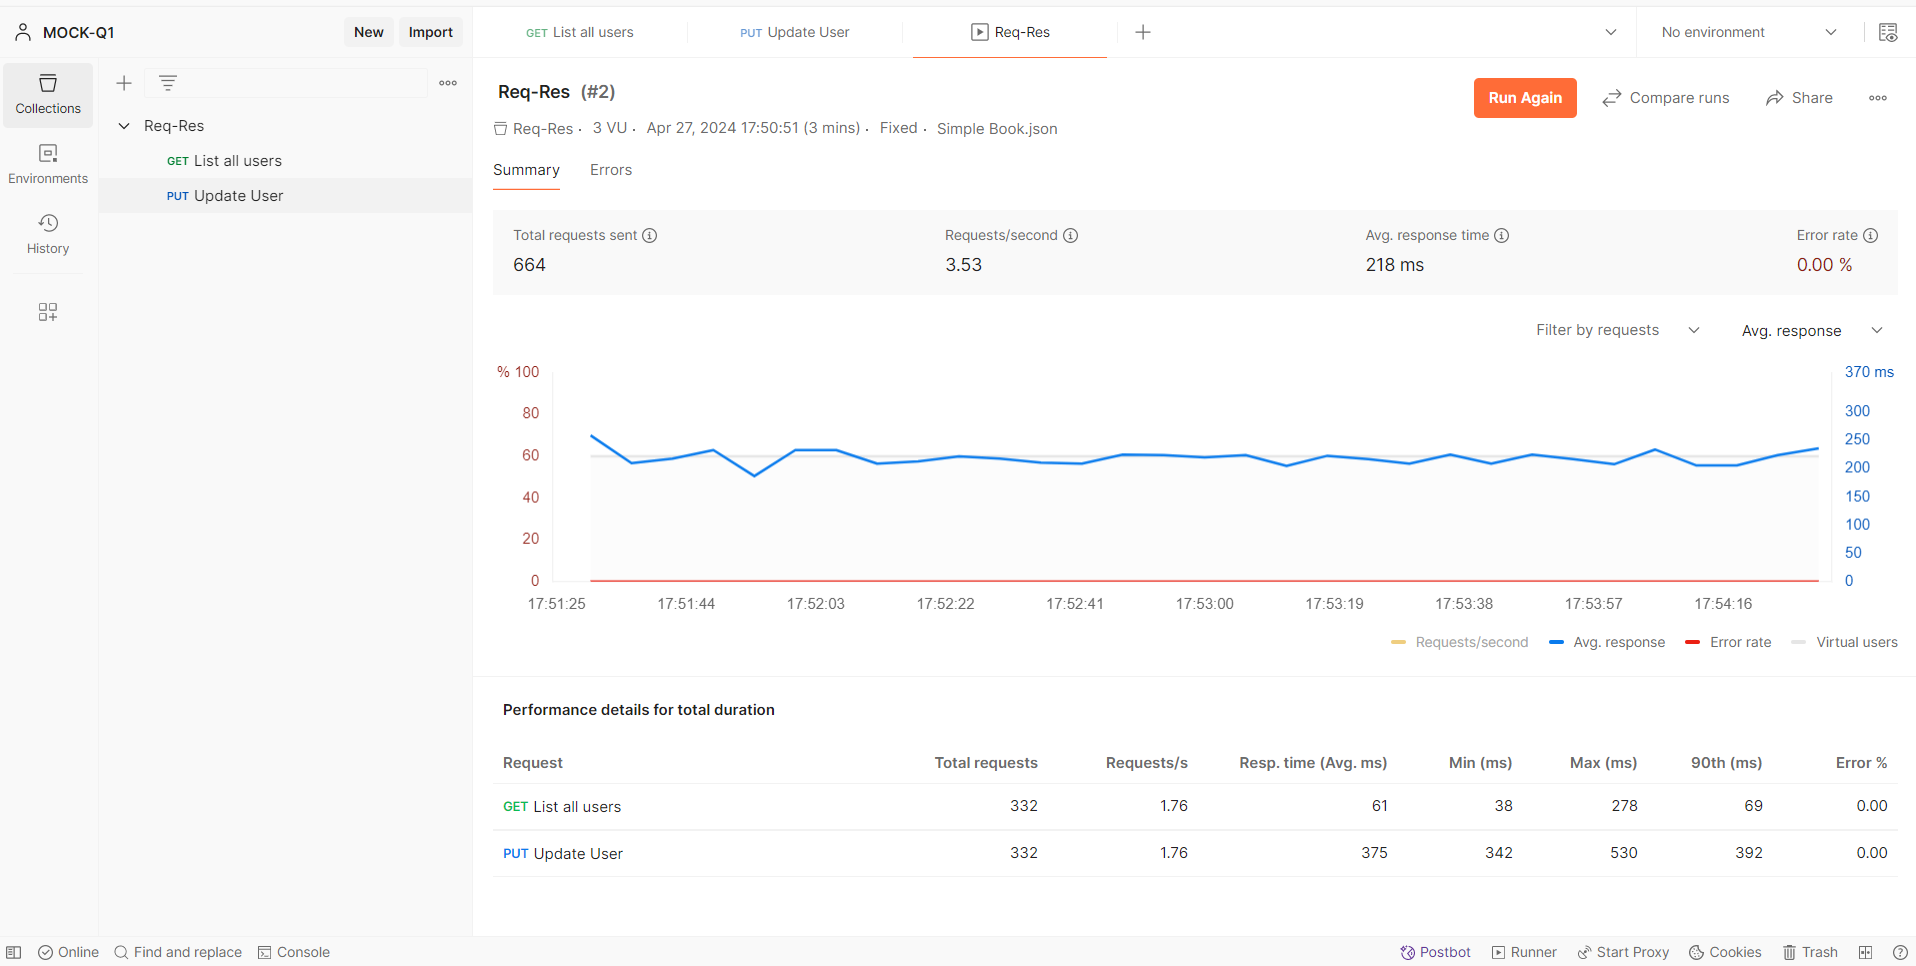 MOCK-Q1
New
Import
GET List all users
PUT Update User
Req-Res
No environment
Collections
Environments
History
Req-Res
GET List all users
PUT Update User
Req-Res (#2)
Run Again
Compare runs
Share
Req-Res · 3 VU · Apr 27, 2024 17:50:51 (3 mins) · Fixed · Simple Book.json
Summary
Errors
Total requests sent
664
Requests/second
3.53
Avg. response time
218 ms
Error rate
0.00 %
Filter by requests
Avg. response
% 100
80
60
40
20
0
370 ms
300
250
200
150
100
50
0
17:51:25 17:51:44 17:52:03 17:52:22 17:52:41 17:53:00 17:53:19 17:53:38 17:53:57 17:54:16
Requests/second Avg. response Error rate Virtual users
Performance details for total duration
Request Total requests Requests/s Resp. time (Avg. ms) Min (ms) Max (ms) 90th (ms) Error %
GET List all users 332 1.76 61 38 278 69 0.00
PUT Update User 332 1.76 375 342 530 392 0.00
Online Find and replace Console
Postbot Runner Start Proxy Cookies Trash